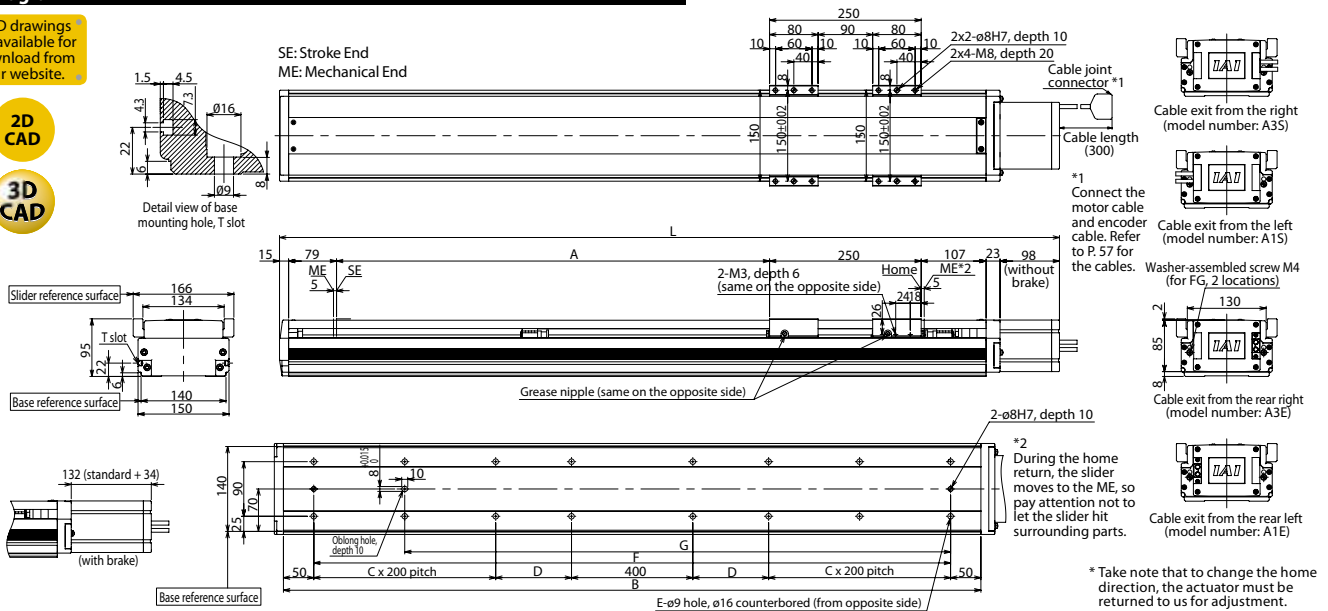 D drawings
available for
wnload from
r website.
2D
CAD
3D
CAD
SE: Stroke End
ME: Mechanical End
1.5
4.5
4.3
7.3
Ø16
22
6
Ø9
8
Detail view of base
mounting hole, T slot
250
80
90
80
10
60
10
10
60
10
40
40
8
8
2x2-ø8H7, depth 10
2x4-M8, depth 20
150
150±0.02
150
150±0.02
Cable joint
connector *1
Cable length
(300)
*1
Connect the
motor cable
and encoder
cable. Refer
to P. 57 for
the cables.
IAI
Cable exit from the right
(model number: A3S)
IAI
Cable exit from the left
(model number: A1S)
L
15
79
A
250
107
23
98
(without
brake)
ME
SE
5
2-M3, depth 6
(same on the opposite side)
Home
ME*2
5
24
18
26
Grease nipple (same on the opposite side)
Slider reference surface
166
134
95
T slot
22
6
Base reference surface
140
150
Washer-assembled screw M4
(for FG, 2 locations)
2
130
85
8
IAI
Cable exit from the rear right
(model number: A3E)
IAI
Cable exit from the rear left
(model number: A1E)
132 (standard + 34)
(with brake)
140
90
70
25
8
+0.015
0
10
Oblong hole,
depth 10
2-ø8H7, depth 10
*2
During the home
return, the slider
moves to the ME, so
pay attention not to
let the slider hit
surrounding parts.
G
F
50
C x 200 pitch
D
400
D
C x 200 pitch
50
B
Base reference surface
E-ø9 hole, ø16 counterbored (from opposite side)
* Take note that to change the home
direction, the actuator must be
returned to us for adjustment.